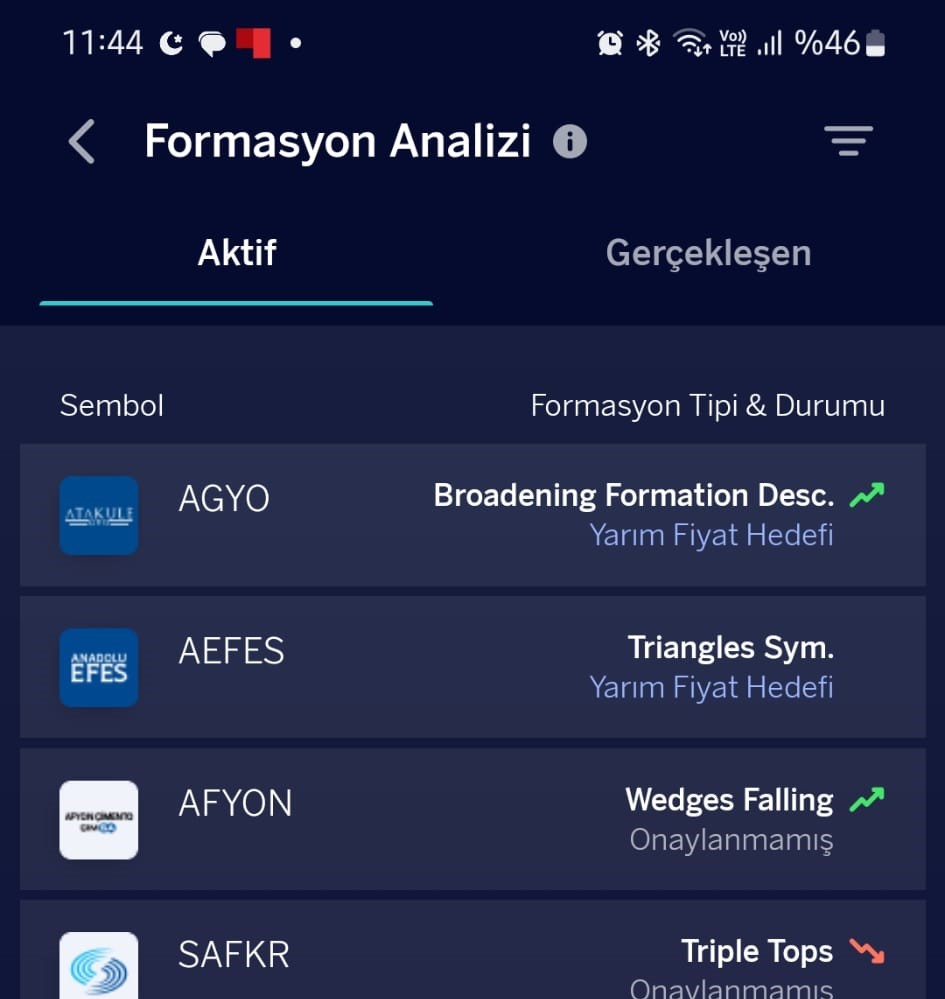 11:44
Vo)) LTE %46
Formasyon Analizi
Aktif Gerçekleşen
Sembol Formasyon Tipi & Durumu
ATAKULE AGYO Broadening Formation Desc.
Yarım Fiyat Hedefi
ANADOLU EFES AEFES Triangles Sym.
Yarım Fiyat Hedefi
AFYON ÇİMENTO AFYON Wedges Falling
Onaylanmamış
SAFKR Triple Tops
Onaylanmamış